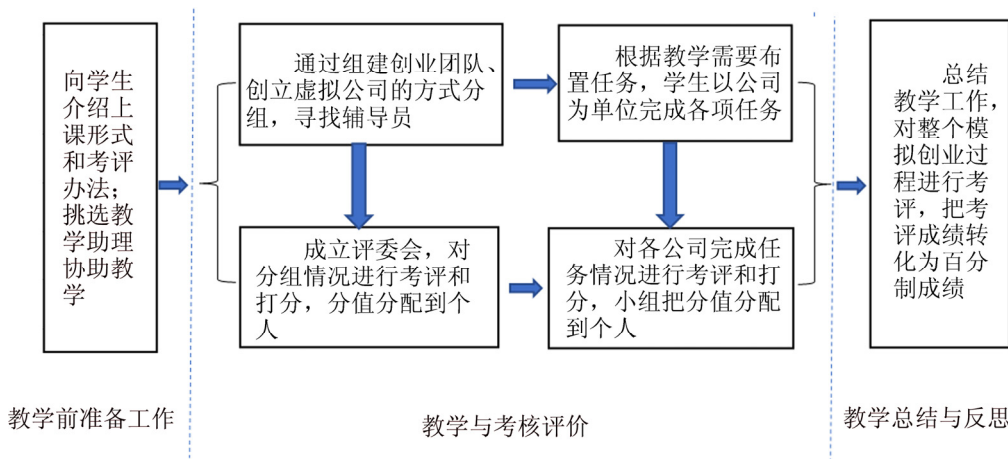 向学生
介绍上
课形式
和考评
办法；
挑选教
学助理
协助教
学
通过组建创业团队、
创立虚拟公司的方式分
组，寻找辅导员
根据教学需要布
置任务，学生以公司
为单位完成各项任务
成立评委会，对
分组情况进行考评和
打分，分值分配到个
人
对各公司完成任
务情况进行考评和打
分，小组把分值分配
到个人
总结
教学工作，
对整个模
拟创业过
程进行考
评，把考
评成绩转
化为百分
制成绩
教学前准备工作
教学与考核评价
教学总结与反思